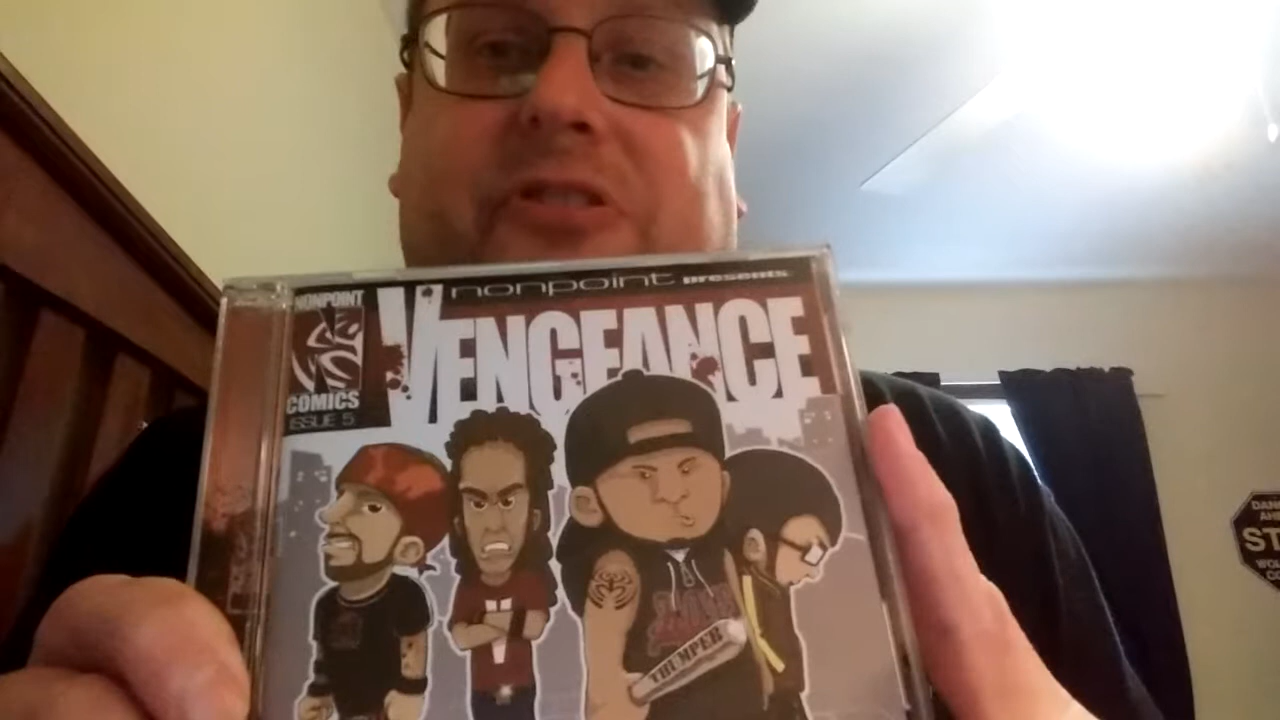 nonpoint presents
NONPOINT
COMICS
ISSUE 5
VENGEANCE
THUMPER